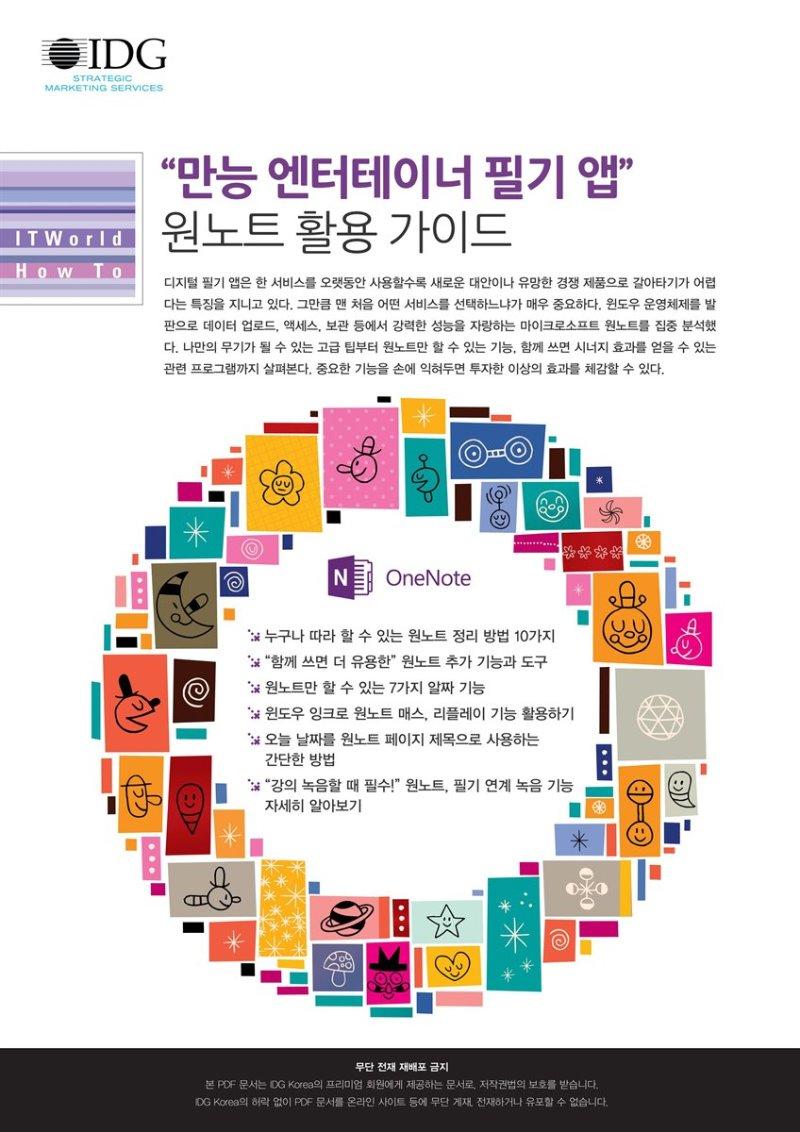 IDG
STRATEGIC
MARKETING SERVICES
ITWorld
How To
“만능 엔터테이너 필기 앱”
원노트 활용 가이드
디지털 필기 앱은 한 서비스를 오랫동안 사용할수록 새로운 대안이나 유망한 경쟁 제품으로 갈아타기가 어렵
다는 특징을 지니고 있다. 그만큼 맨 처음 어떤 서비스를 선택하느냐가 매우 중요하다. 윈도우 운영체제를 발
판으로 데이터 업로드, 액세스, 보관 등에서 강력한 성능을 자랑하는 마이크로소프트 원노트를 집중 분석했
다. 나만의 무기가 될 수 있는 고급 팁부터 원노트만 할 수 있는 기능, 함께 쓰면 시너지 효과를 얻을 수 있는
관련 프로그램까지 살펴본다. 중요한 기능을 손에 익혀두면 투자한 이상의 효과를 체감할 수 있다.
N OneNote
누구나 따라 할 수 있는 원노트 정리 방법 10가지
“함께 쓰면 더 유용한” 원노트 추가 기능과 도구
원노트만 할 수 있는 7가지 알짜 기능
윈도우 잉크로 원노트 매스, 리플레이 기능 활용하기
오늘 날짜를 원노트 페이지 제목으로 사용하는
간단한 방법
“강의 녹음할 때 필수!” 원노트, 필기 연계 녹음 기능
자세히 알아보기
무단 전재 재배포 금지
본 PDF 문서는 IDG Korea의 프리미엄 회원에게 제공하는 문서로, 저작권법의 보호를 받습니다.
IDG Korea의 허락 없이 PDF 문서를 온라인 사이트 등에 무단 게재, 전재하거나 유포할 수 없습니다.